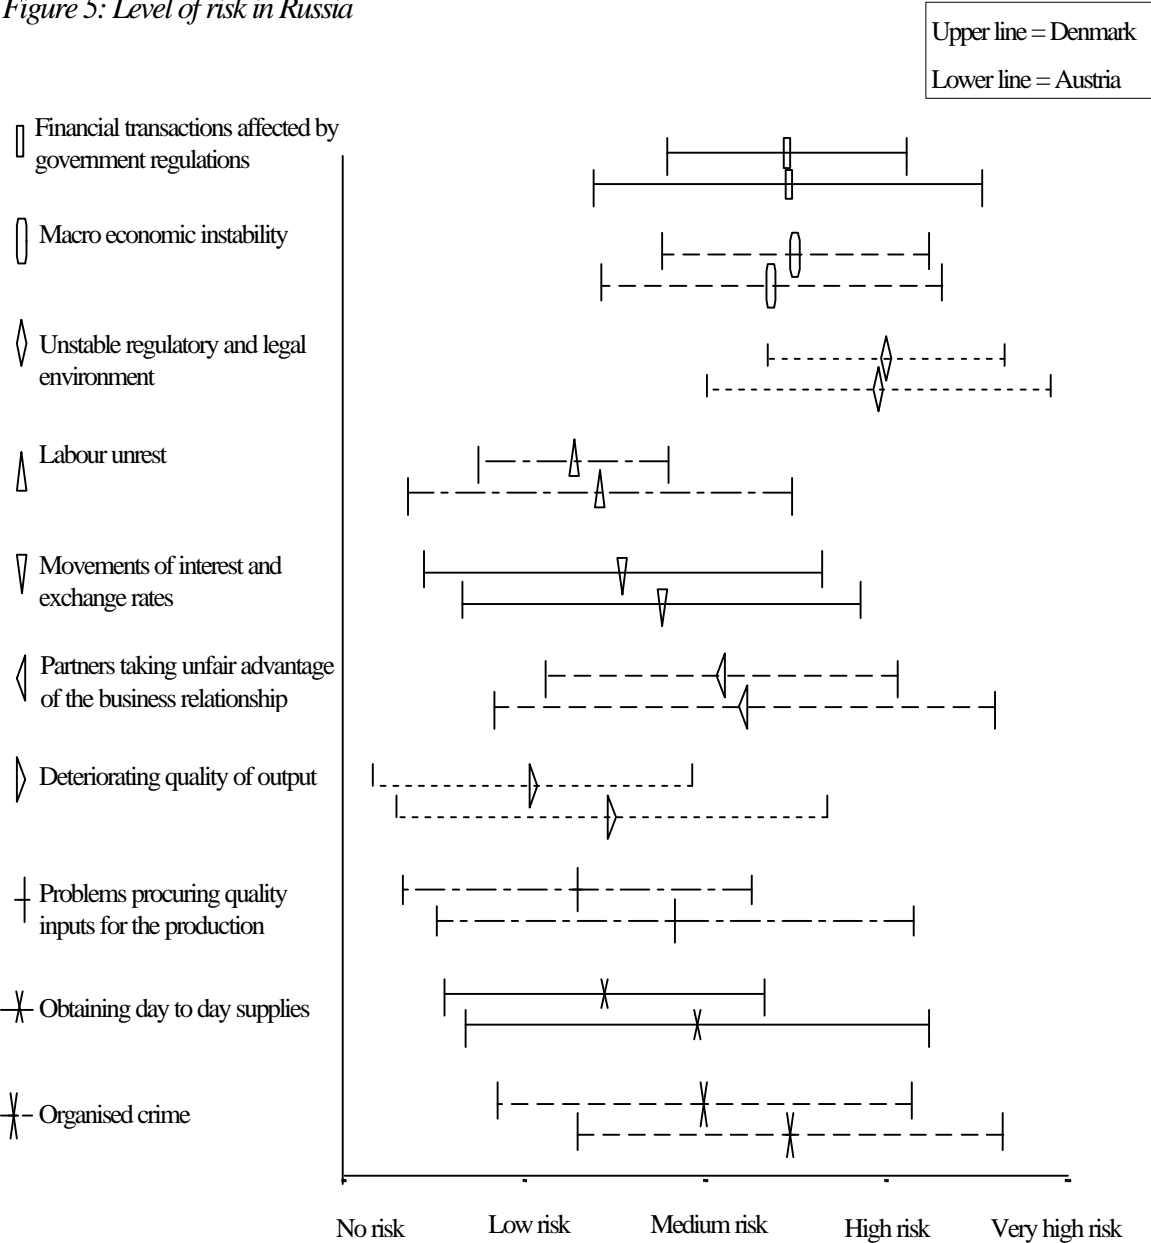 Figure 5: Level of risk in Russia
Upper line = Denmark
Lower line = Austria
Financial transactions affected by
government regulations
Macro economic instability
Unstable regulatory and legal
environment
Labour unrest
Movements of interest and
exchange rates
Partners taking unfair advantage
of the business relationship
Deteriorating quality of output
Problems procuring quality
inputs for the production
Obtaining day to day supplies
Organised crime
No risk
Low risk
Medium risk
High risk
Very high risk